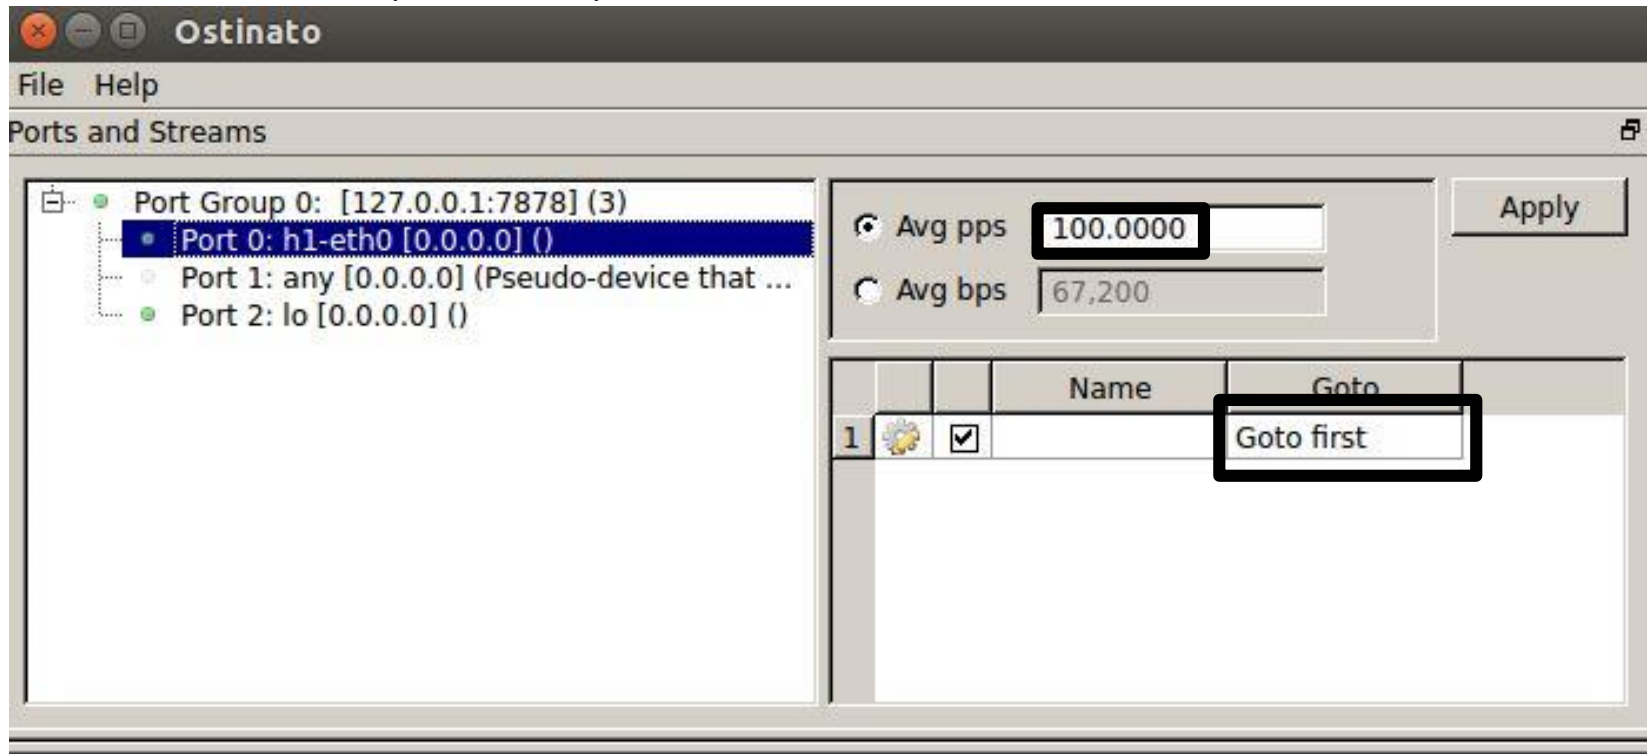 Ostinato
File Help
Ports and Streams
Port Group 0: [127.0.0.1:7878] (3)
Port 0: h1-eth0 [0.0.0.0] ()
Port 1: any [0.0.0.0] (Pseudo-device that ...
Port 2: lo [0.0.0.0] ()
Avg pps 100.0000
Avg bps 67,200
Apply
Name Goto
1 Goto first